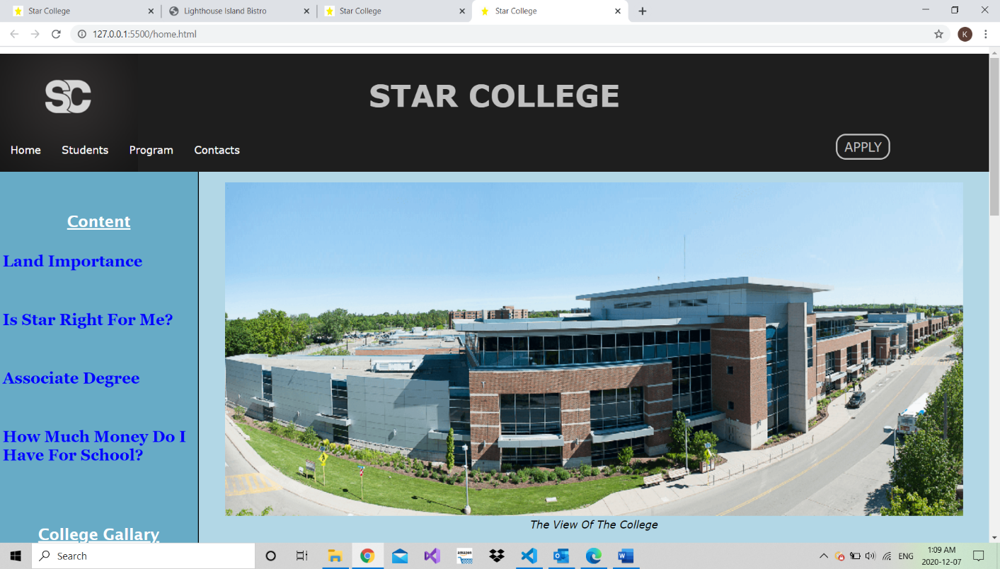 Star College
Lighthouse Island Bistro
Star College
Star College
127.0.0.1:5500/home.html
K
SC
STAR COLLEGE
Home Students Program Contacts
APPLY
Content
Land Importance
Is Star Right For Me?
Associate Degree
How Much Money Do I
Have For School?
The View Of The College
College Gallary
Search
amazon
ENG
1:09 AM
2020-12-07